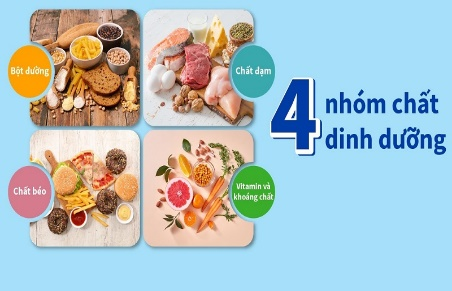 Bột đường
Chất đạm
4 nhóm chất
dinh dưỡng
Chất béo
Vitamin và
khoáng chất